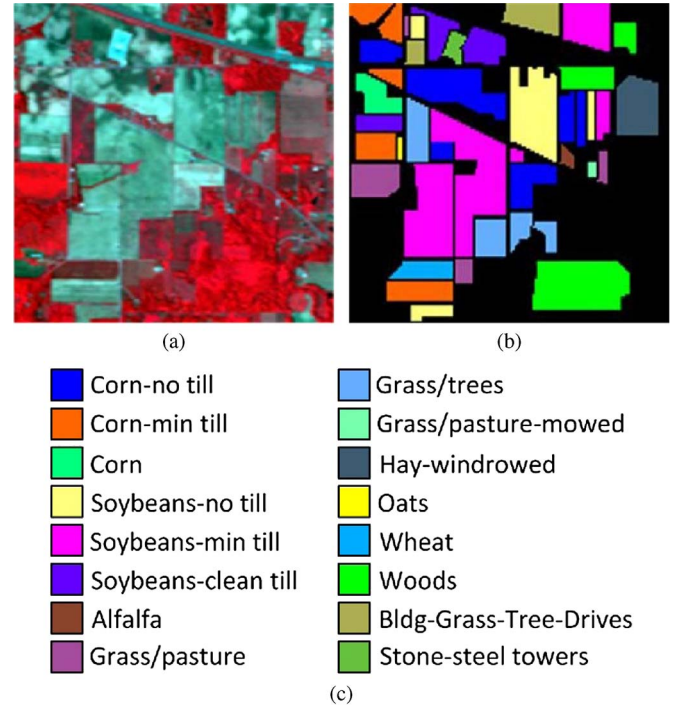 (a) (b)
Corn-no till Grass/trees
Corn-min till Grass/pasture-mowed
Corn Hay-windrowed
Soybeans-no till Oats
Soybeans-min till Wheat
Soybeans-clean till Woods
Alfalfa Bldg-Grass-Tree-Drives
Grass/pasture Stone-steel towers
(c)